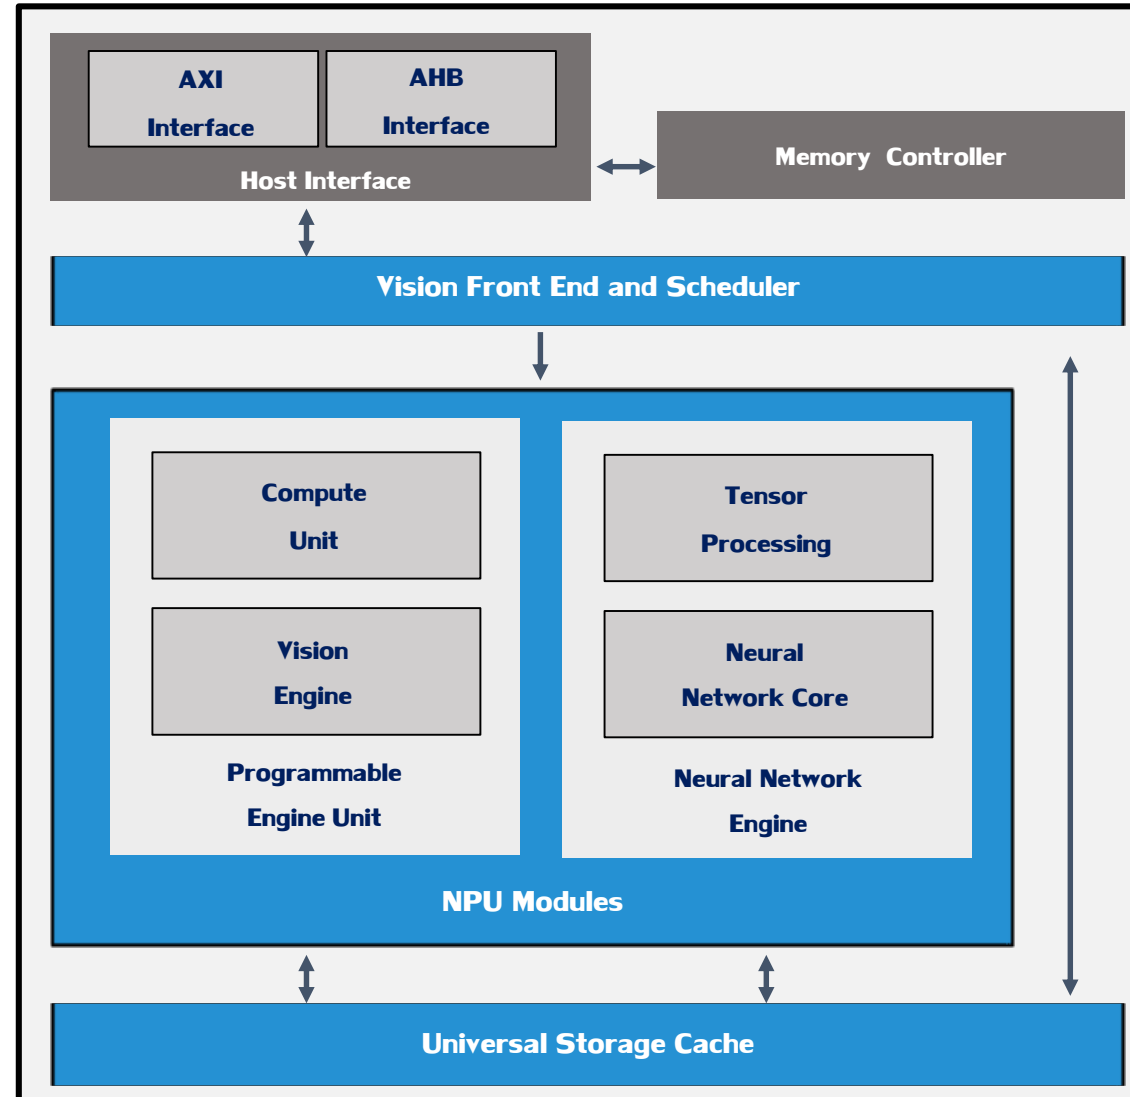 AXI
Interface
AHB
Interface
Host Interface
Memory Controller
Vision Front End and Scheduler
Compute
Unit
Vision
Engine
Programmable
Engine Unit
Tensor
Processing
Neural
Network Core
Neural Network
Engine
NPU Modules
Universal Storage Cache